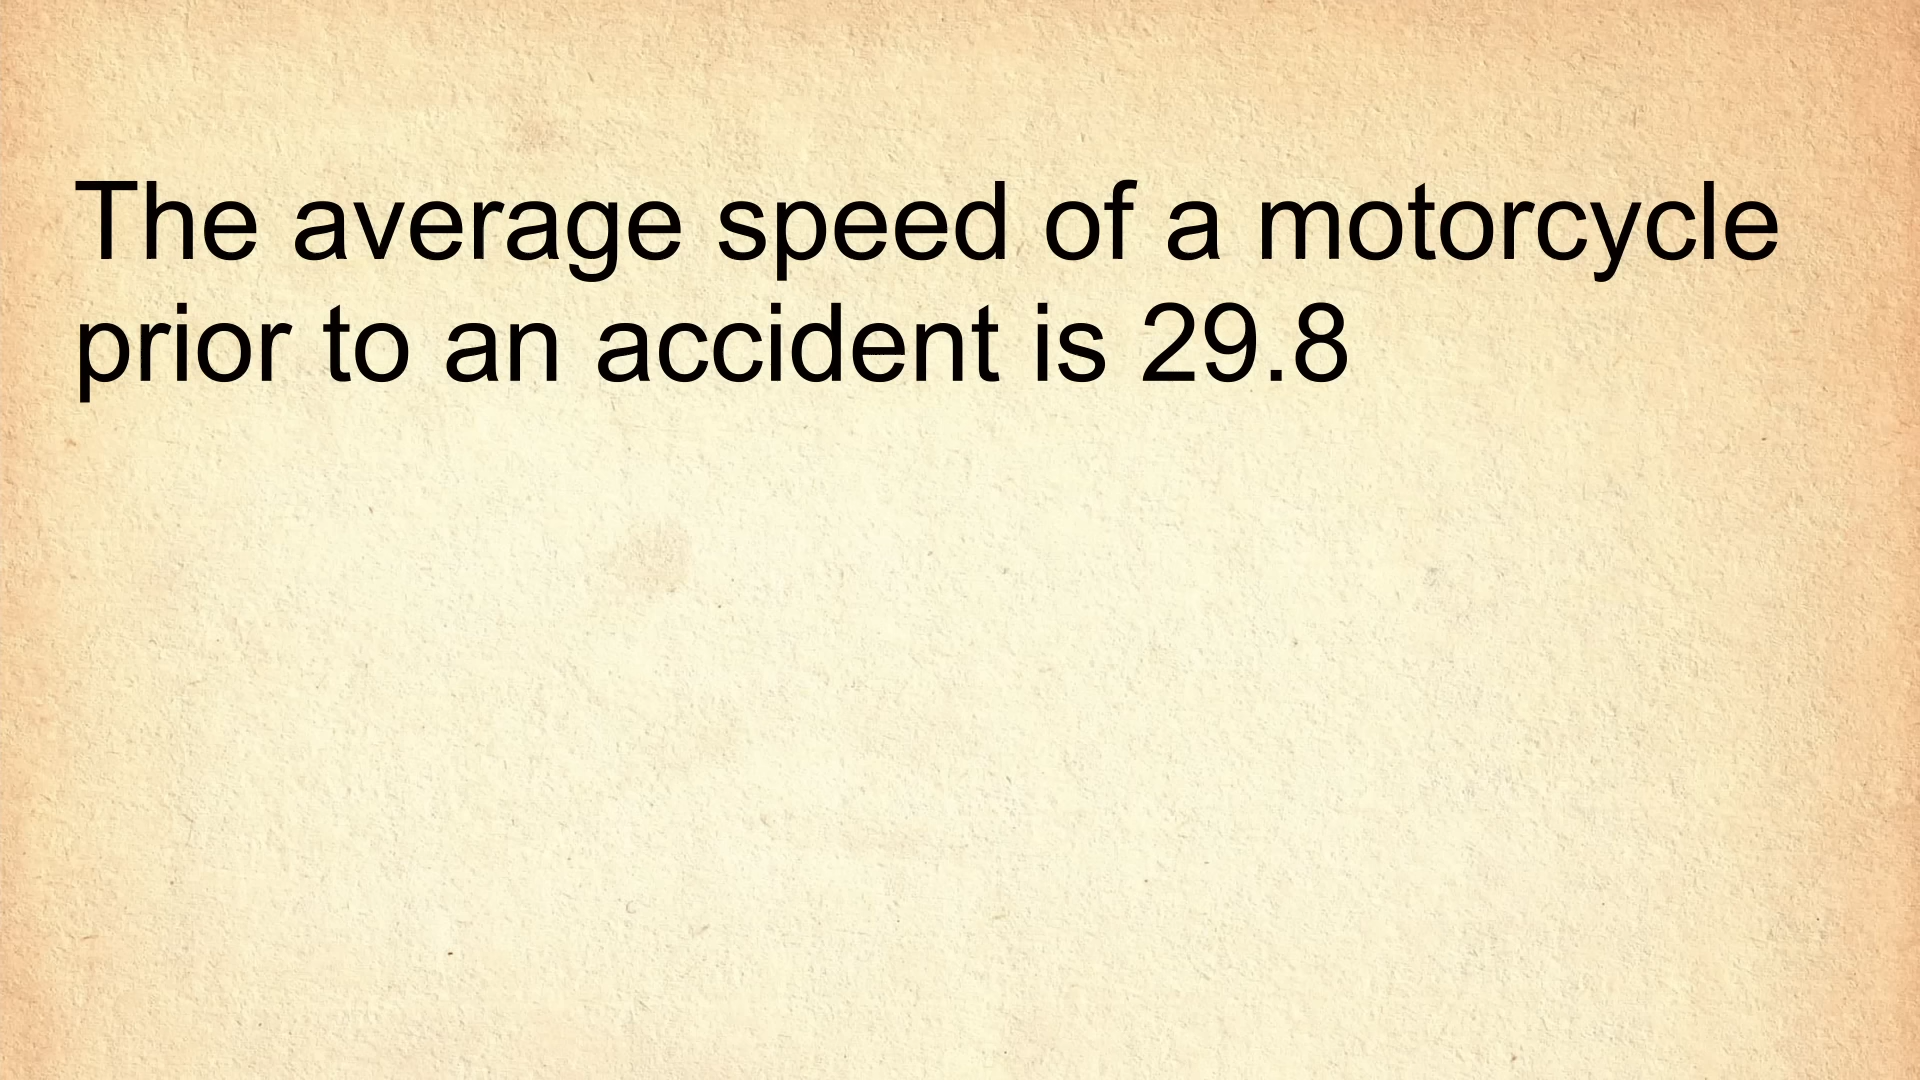 The average speed of a motorcycle
prior to an accident is 29.8